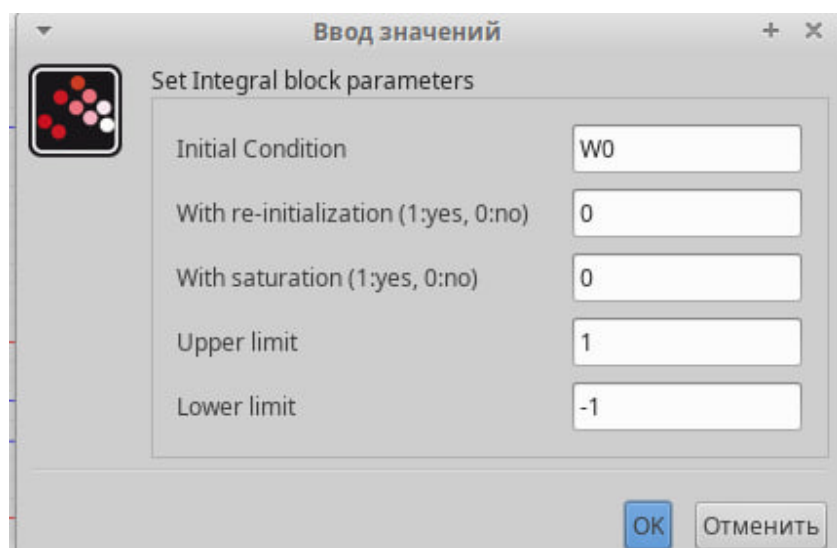 Ввод значений
Set Integral block parameters
Initial Condition W0
With re-initialization (1:yes, 0:no) 0
With saturation (1:yes, 0:no) 0
Upper limit 1
Lower limit -1
OK Отменить